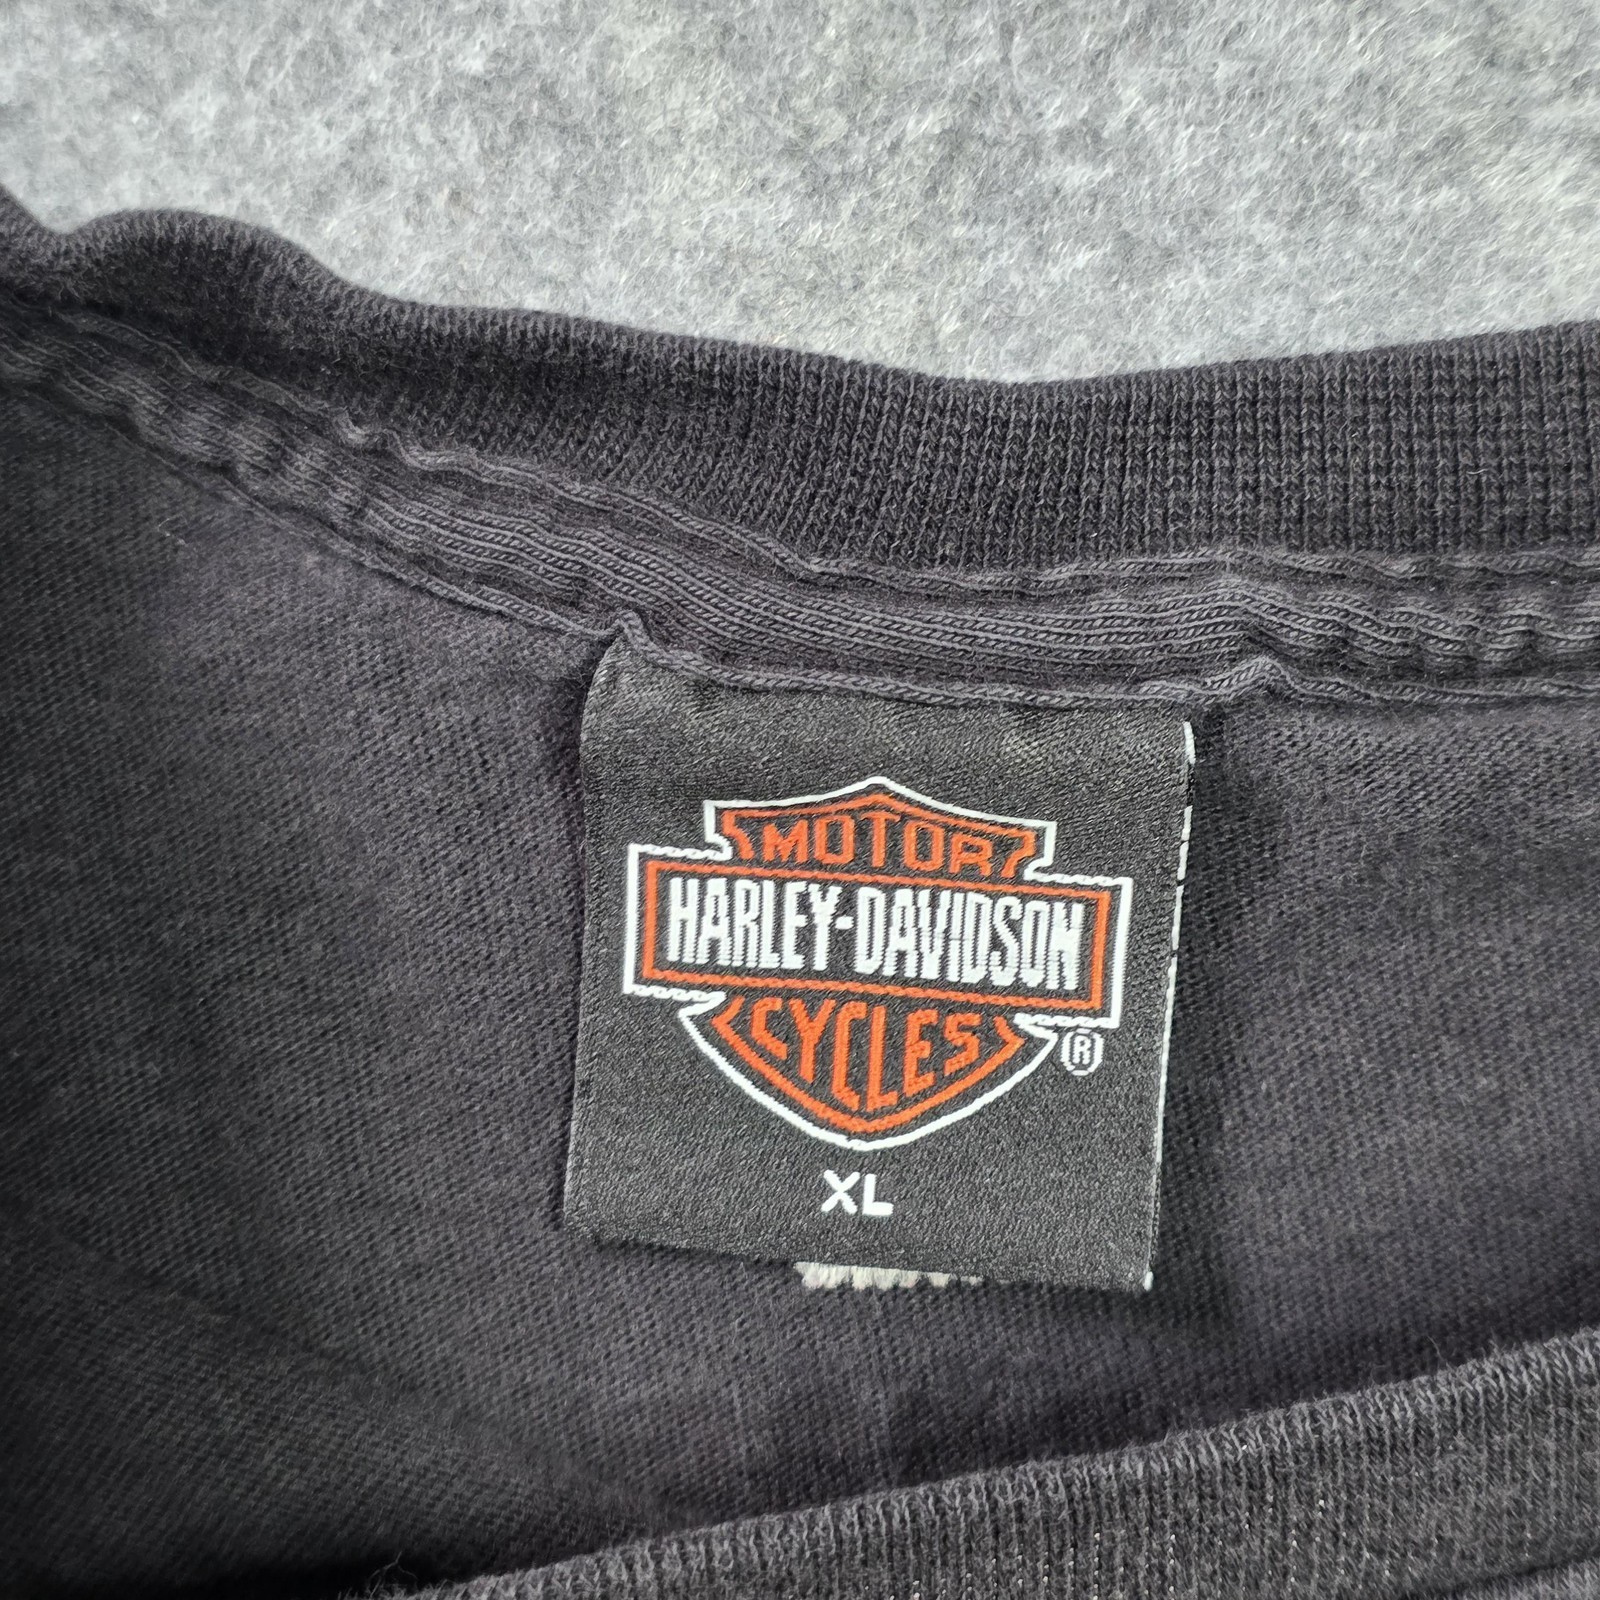 MOTOR
HARLEY-DAVIDSON
CYCLES
®
XL